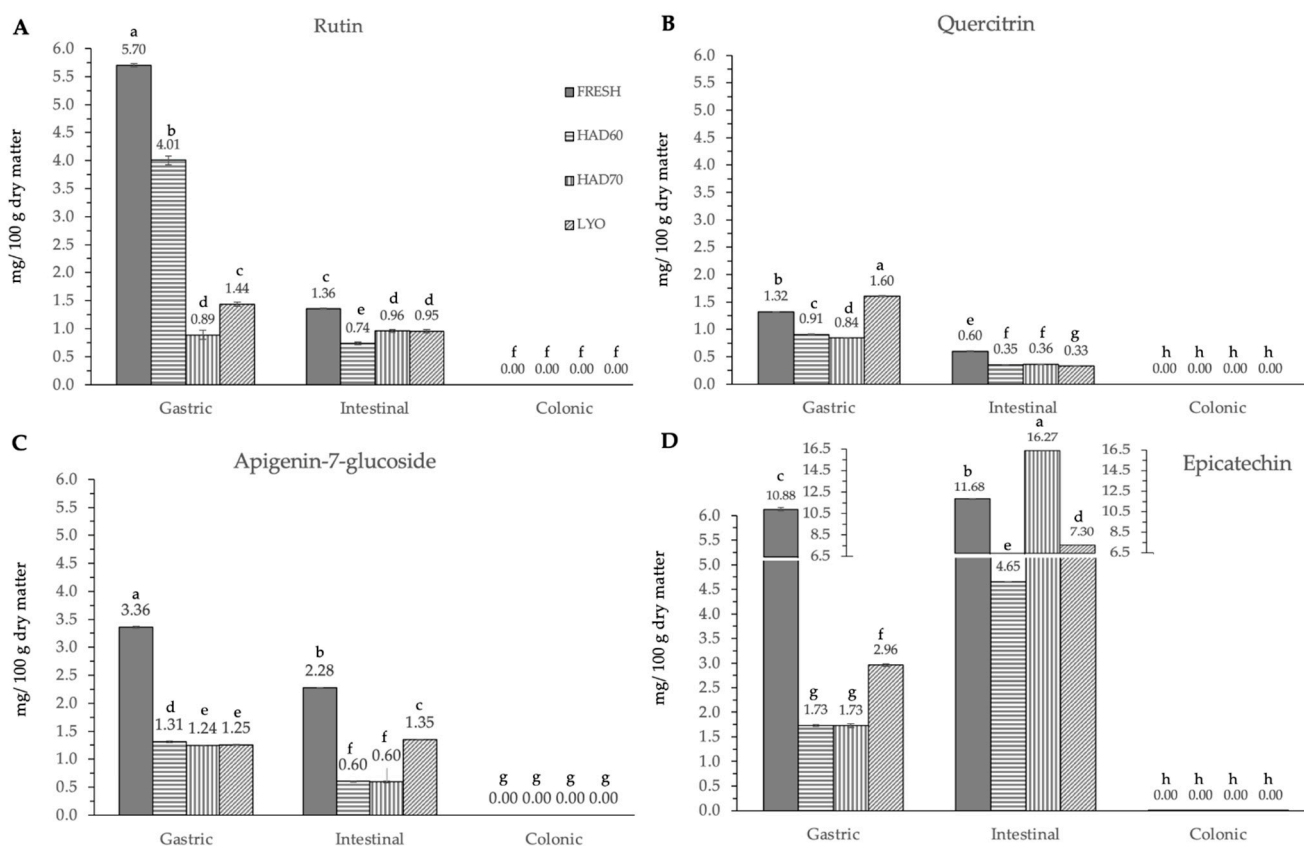 A
Rutin
mg/ 100 g dry matter
6.0
5.5
5.0
4.5
4.0
3.5
3.0
2.5
2.0
1.5
1.0
0.5
0.0
a
5.70
b
4.01
d
0.89
c
1.44
c
1.36
e
0.74
d
0.96
d
0.95
f f f f
0.00 0.00 0.00 0.00
FRESH
HAD60
HAD70
LYO
Gastric Intestinal Colonic
B
Quercitrin
mg/ 100 g dry matter
6.0
5.5
5.0
4.5
4.0
3.5
3.0
2.5
2.0
1.5
1.0
0.5
0.0
b
1.32
c
0.91
d
0.84
a
1.60
e
0.60
f
0.35
f
0.36
g
0.33
h h h h
0.00 0.00 0.00 0.00
Gastric Intestinal Colonic
C
Apigenin-7-glucoside
mg/ 100 g dry matter
6.0
5.5
5.0
4.5
4.0
3.5
3.0
2.5
2.0
1.5
1.0
0.5
0.0
a
3.36
d
1.31
e
1.24
e
1.25
b
2.28
f
0.60
f
0.60
c
1.35
g g g g
0.00 0.00 0.00 0.00
Gastric Intestinal Colonic
D
Epicatechin
mg/ 100 g dry matter
6.0
5.5
5.0
4.5
4.0
3.5
3.0
2.5
2.0
1.5
1.0
0.5
0.0
c
10.88
16.5
14.5
12.5
10.5
8.5
6.5
g
1.73
g
1.73
f
2.96
b
11.68
e
4.65
a
16.27
d
7.30
16.5
14.5
12.5
10.5
8.5
6.5
h h h h
0.00 0.00 0.00 0.00
Gastric Intestinal Colonic